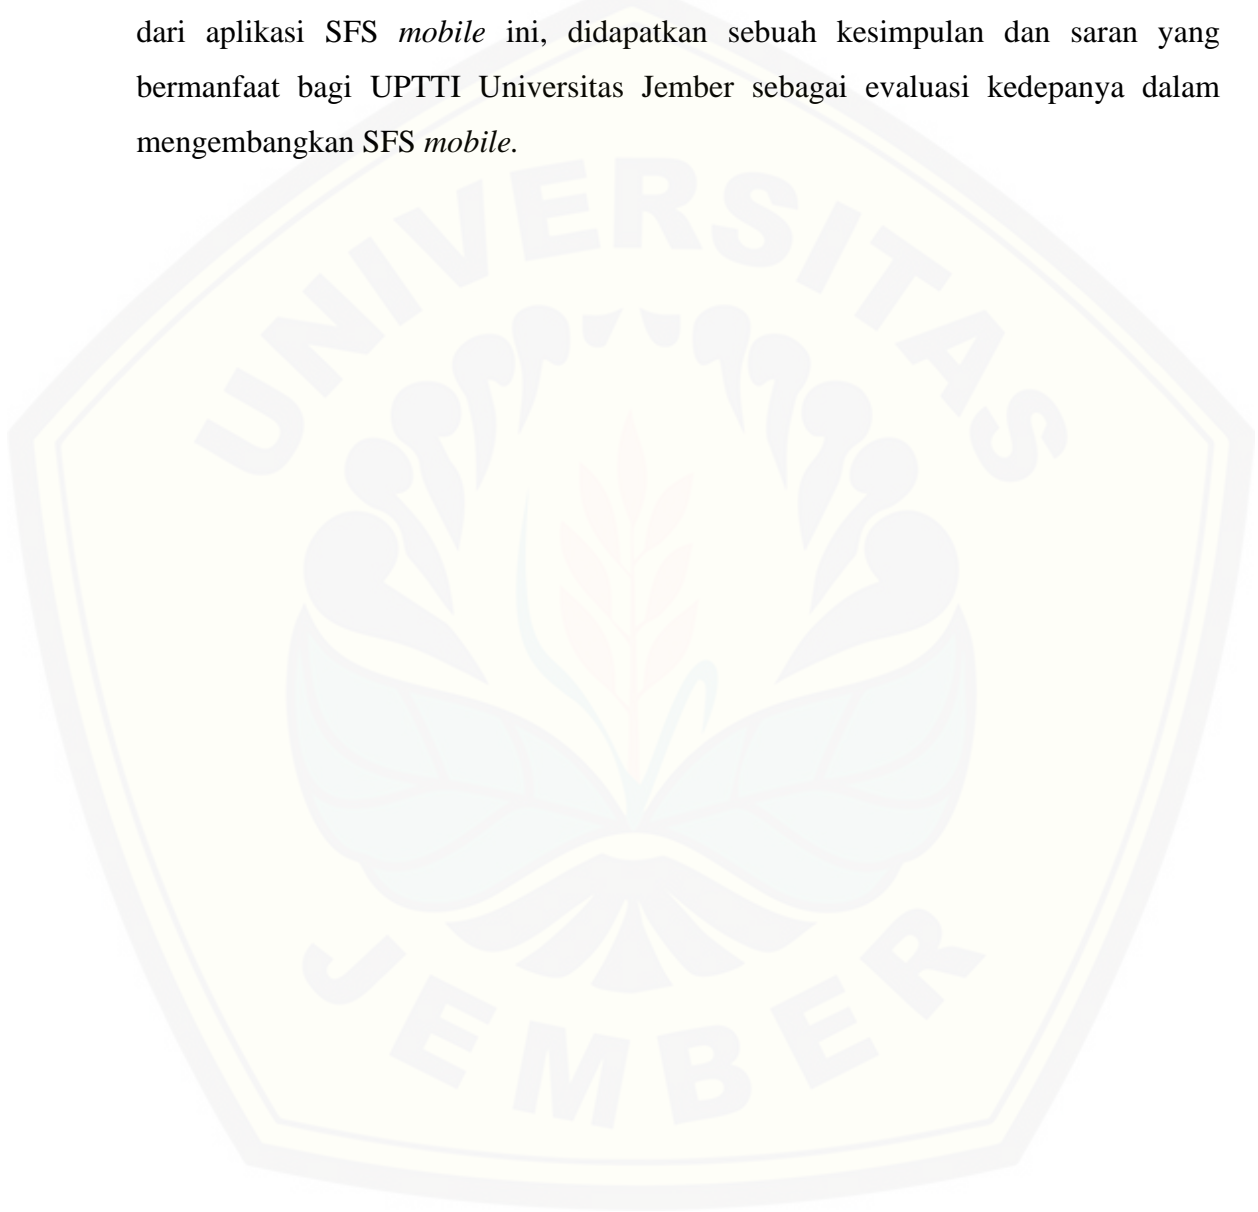 dari aplikasi SFS mobile ini, didapatkan sebuah kesimpulan dan saran yang
bermanfaat bagi UPTTI Universitas Jember sebagai evaluasi kedepanya dalam
mengembangkan SFS mobile.
UNIVERSITAS
JEMBER